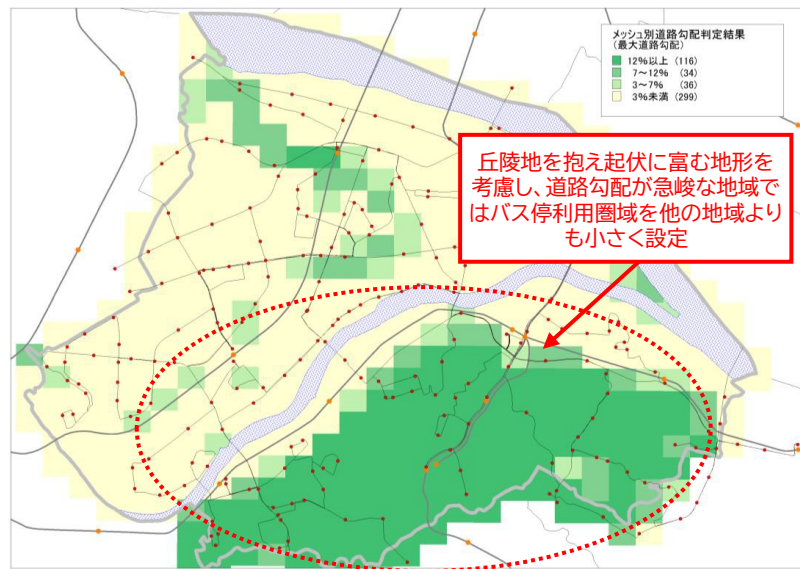 メッシュ別道路勾配判定結果
(最大道路勾配)
12%以上 (116)
7～12% (34)
3～7% (36)
3%未満 (299)
丘陵地を抱え起伏に富む地形を
考慮し、道路勾配が急峻な地域で
はバス停利用圏域を他の地域より
も小さく設定